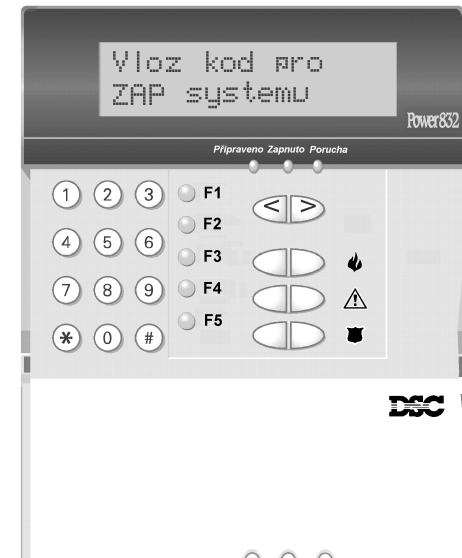 Vloz kod pro
ZAP systemu
Power832
Připraveno Zapnuto Porucha
1 2 3 F1 < >
F2
4 5 6 F3
7 8 9 F4
* 0 # F5
DSC